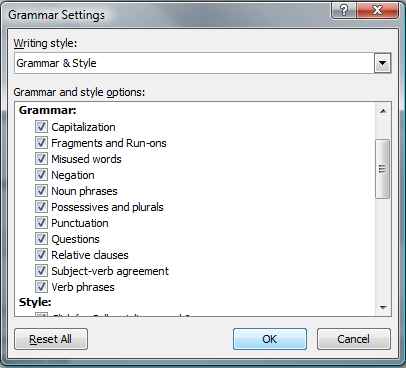 Grammar Settings
Writing style:
Grammar & Style
Grammar and style options:
Grammar:
Capitalization
Fragments and Run-ons
Misused words
Negation
Noun phrases
Possessives and plurals
Punctuation
Questions
Relative clauses
Subject-verb agreement
Verb phrases
Style:
Reset All
OK
Cancel